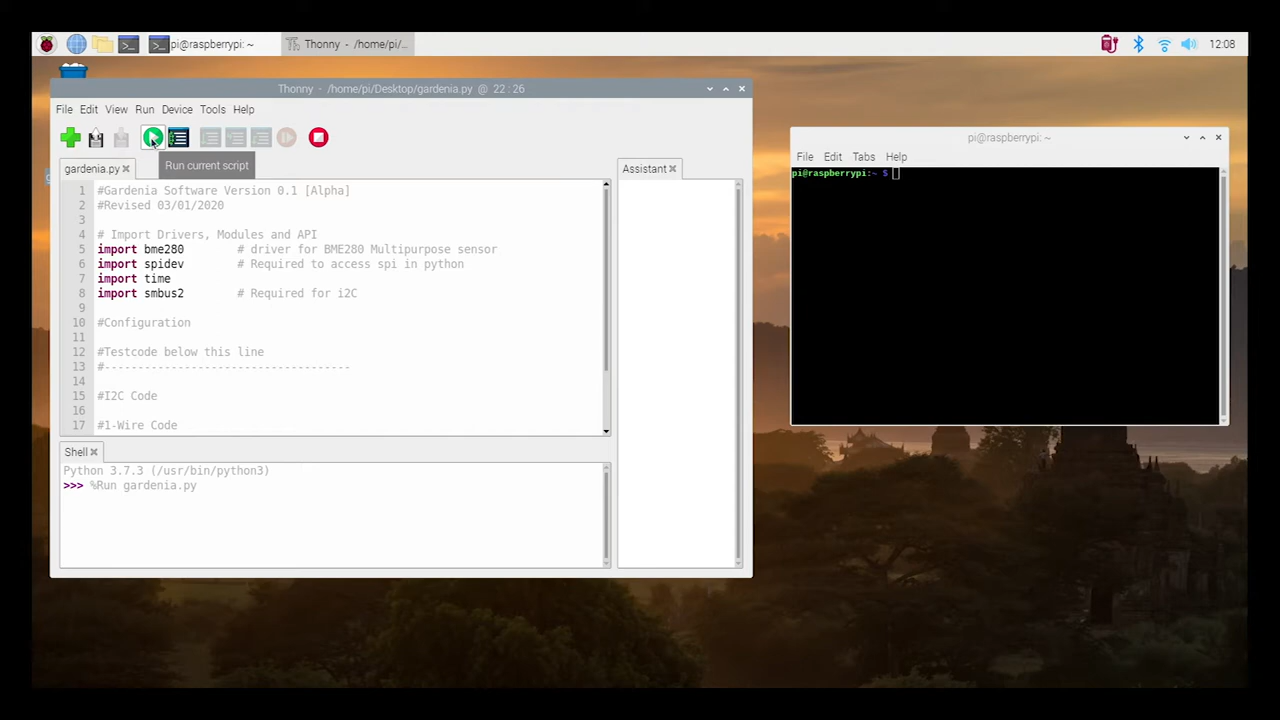 pi@raspberrypi: ~
Thonny - /home/pi/...
12:08
Thonny - /home/pi/Desktop/gardenia.py @ 22 : 26
File Edit View Run Device Tools Help
Run current script
gardenia.py
1 #Gardenia Software Version 0.1 [Alpha]
2 #Revised 03/01/2020
3
4 # Import Drivers, Modules and API
5 import bme280 # driver for BME280 Multipurpose sensor
6 import spidev # Required to access spi in python
7 import time
8 import smbus2 # Required for i2C
9
10 #Configuration
11
12 #Testcode below this line
13 #------------------------------------
14
15 #I2C Code
16
17 #1-Wire Code
Shell
Python 3.7.3 (/usr/bin/python3)
>>> %Run gardenia.py
Assistant
pi@raspberrypi: ~
File Edit Tabs Help
pi@raspberrypi:~ $